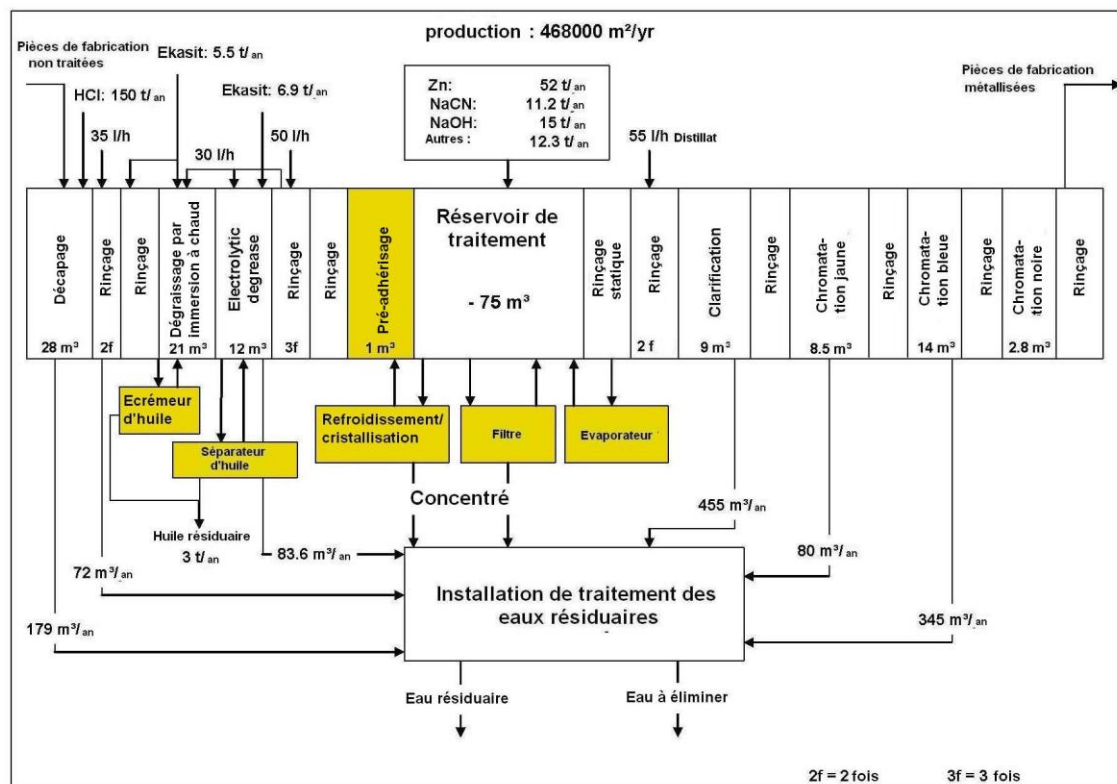 production : 468000 m²/yr
Pièces de fabrication
non traitées
Ekasit: 5.5 t/an
HCl: 150 t/an
Ekasit: 6.9 t/an
35 l/h
30 l/h
50 l/h
Zn: 52 t/an
NaCN: 11.2 t/an
NaOH: 15 t/an
Autres : 12.3 t/an
55 l/h Distillat
Pièces de fabrication
métallisées
Décapage
28 m³
Rinçage
2f
Rinçage
Dégraissage par
immersion à chaud
21 m³
Electrolytic
degrease
12 m³
Rinçage
3f
Rinçage
Pré-adhérisage
1 m³
Réservoir de
traitement
- 75 m³
Rinçage
statique
Rinçage
2 f
Clarification
9 m³
Rinçage
Chromata-
tion jaune
8.5 m³
Rinçage
Chromata-
tion bleue
14 m³
Rinçage
Chromata-
tion noire
2.8 m³
Rinçage
Ecrémeur
d'huile
Séparateur
d'huile
Refroidissement/
cristallisation
Filtre
Evaporateur
Concentré
Huile résiduaire
3 t/an
83.6 m³/an
72 m³/an
179 m³/an
455 m³/an
80 m³/an
345 m³/an
Installation de traitement des
eaux résiduaires
Eau résiduaire
Eau à éliminer
2f = 2 fois
3f = 3 fois